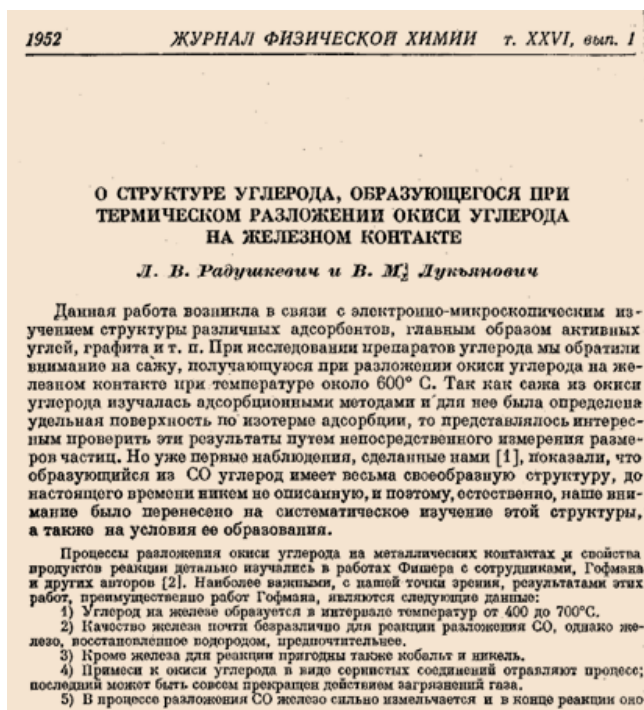 1952 ЖУРНАЛ ФИЗИЧЕСКОЙ ХИМИИ т. XXVI, вып. 1
О СТРУКТУРЕ УГЛЕРОДА, ОБРАЗУЮЩЕГОСЯ ПРИ
ТЕРМИЧЕСКОМ РАЗЛОЖЕНИИ ОКИСИ УГЛЕРОДА
НА ЖЕЛЕЗНОМ КОНТАКТЕ
Л. В. Радушкевич и В. М. Лукьянович
Данная работа возникла в связи с электронно-микроскопическим из-
учением структуры различных адсорбентов, главным образом активных
углей, графита и т. п. При исследовании препаратов углерода мы обратили
внимание на сажу, получающуюся при разложении окиси углерода на же-
лезном контакте при температуре около 600° С. Так как сажа из окиси
углерода изучалась адсорбционными методами и для нее была определена
удельная поверхность по изотерме адсорбции, то представлялось интерес-
ным проверить эти результаты путем непосредственного измерения разме-
ров частиц. Но уже первые наблюдения, сделанные нами [1], показали, что
образующийся из СО углерод имеет весьма своеобразную структуру, до
настоящего времени никем не описанную, и поэтому, естественно, наше вни-
мание было перенесено на систематическое изучение этой структуры,
а также на условия ее образования.
Процессы разложения окиси углерода на металлических контактах и свойства
продуктов реакции детально изучались в работах Фишера с сотрудниками, Гофмана
и других авторов [2]. Наиболее важными, с нашей точки зрения, результатами этих
работ, преимущественно работ Гофмана, являются следующие данные:
1) Углерод на железе образуется в интервале температур от 400 до 700°С.
2) Качество железа почти безразлично для реакции разложения СО, однако же-
лезо, восстановленное водородом, предпочтительнее.
3) Кроме железа для реакции пригодны также кобальт и никель.
4) Примеси к окиси углерода в виде сернистых соединений отравляют процесс;
последний может быть совсем прекращен действием загрязнений газа.
5) В процессе разложения СО железо сильно измельчается и в конце реакции оно